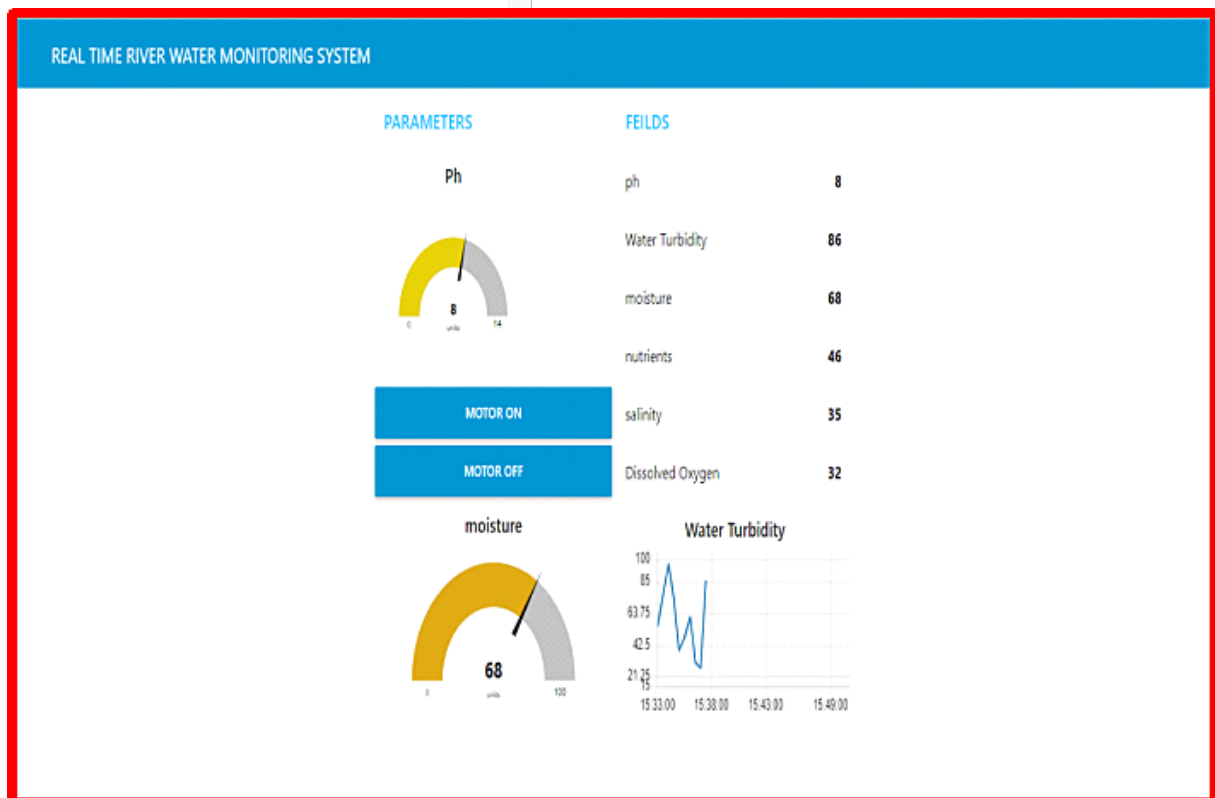 REAL TIME RIVER WATER MONITORING SYSTEM
PARAMETERS
Ph
8
units
0
14
MOTOR ON
MOTOR OFF
moisture
68
units
0
100
FEILDS
ph 8
Water Turbidity 86
moisture 68
nutrients 46
salinity 35
Dissolved Oxygen 32
Water Turbidity
100
85
63.75
42.5
21.25
15
15:33:00 15:38:00 15:43:00 15:49:00